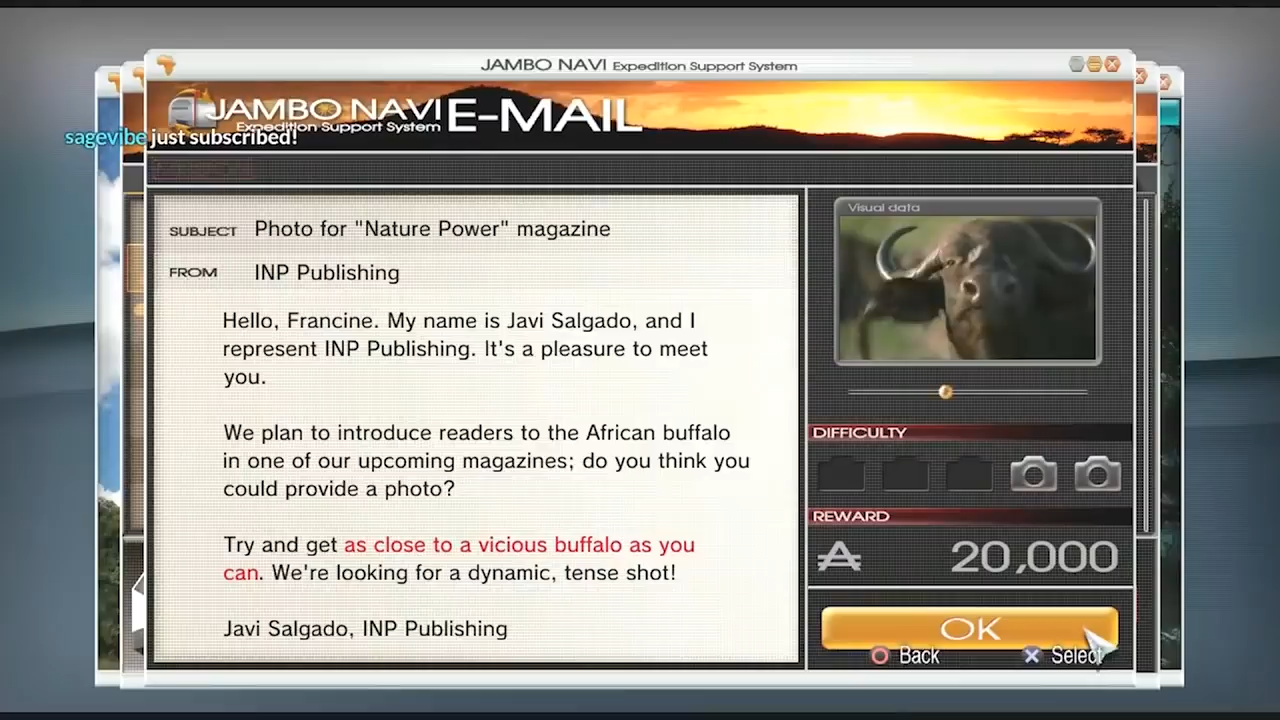 JAMBO NAVI Expedition Support System
JAMBO NAVI E-MAIL
Expedition Support System
sagevibe just subscribed!
SUBJECT Photo for "Nature Power" magazine
FROM INP Publishing
Hello, Francine. My name is Javi Salgado, and I
represent INP Publishing. It's a pleasure to meet
you.
We plan to introduce readers to the African buffalo
in one of our upcoming magazines; do you think you
could provide a photo?
Try and get as close to a vicious buffalo as you
can. We're looking for a dynamic, tense shot!
Javi Salgado, INP Publishing
Visual data
DIFFICULTY
REWARD
20,000
OK
Back
Select